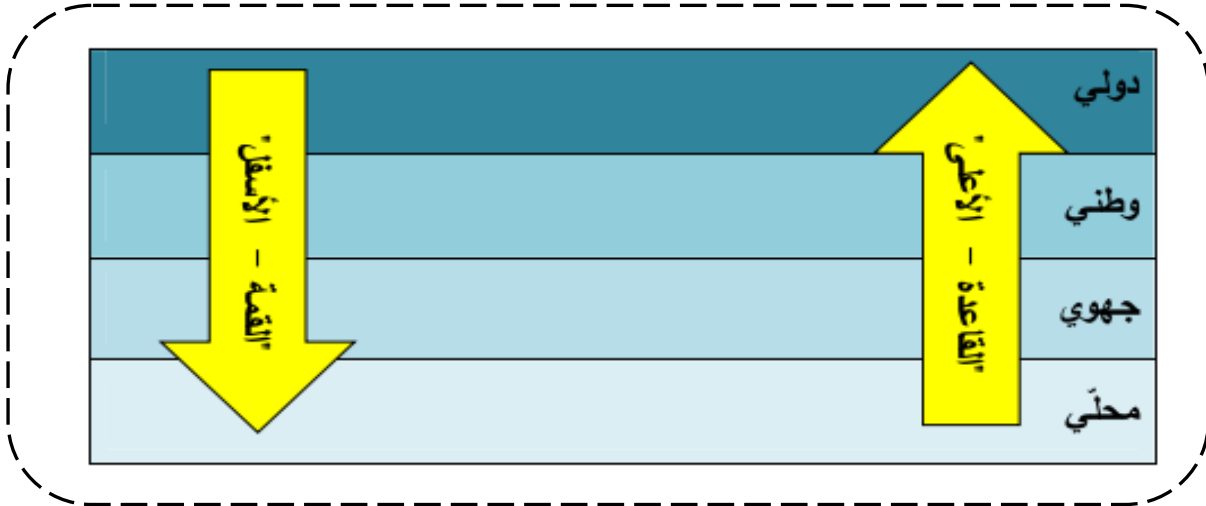 دولي
وطني
جهوي
محلّي
"القاعدة – الأعلى"
"القمة – الأسفل"